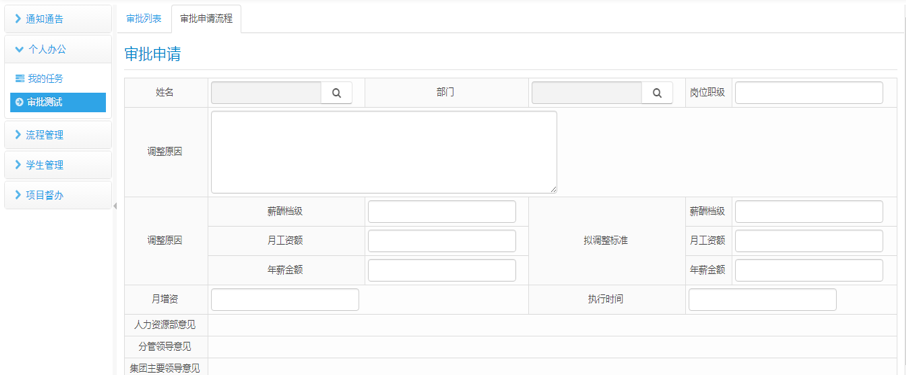 通知通告
个人办公
我的任务
审批测试
流程管理
学生管理
项目督办
审批列表 审批申请流程
审批申请
姓名 部门 岗位职级
调整原因
调整原因 薪酬档级 拟调整标准 薪酬档级
月工资额 月工资额
年薪金额 年薪金额
月增资 执行时间
人力资源部意见
分管领导意见
集团主要领导意见